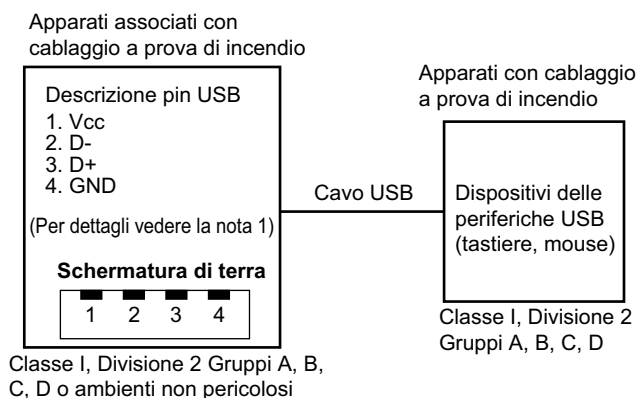 Apparati associati con
cablaggio a prova di incendio
Descrizione pin USB
1. Vcc
2. D-
3. D+
4. GND
(Per dettagli vedere la nota 1)
Schermatura di terra
1 2 3 4
Classe I, Divisione 2 Gruppi A, B,
C, D o ambienti non pericolosi
Cavo USB
Apparati con cablaggio
a prova di incendio
Dispositivi delle
periferiche USB
(tastiere, mouse)
Classe I, Divisione 2
Gruppi A, B, C, D